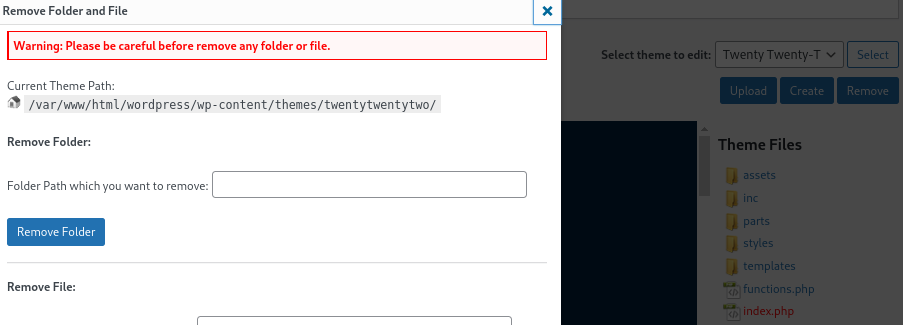 Remove Folder and File
Warning: Please be careful before remove any folder or file.
Current Theme Path:
/var/www/html/wordpress/wp-content/themes/twentytwentytwo/
Remove Folder:
Folder Path which you want to remove:
Remove Folder
Remove File:
Select theme to edit: Twenty Twenty-T Select
Upload Create Remove
Theme Files
assets
inc
parts
styles
templates
functions.php
index.php